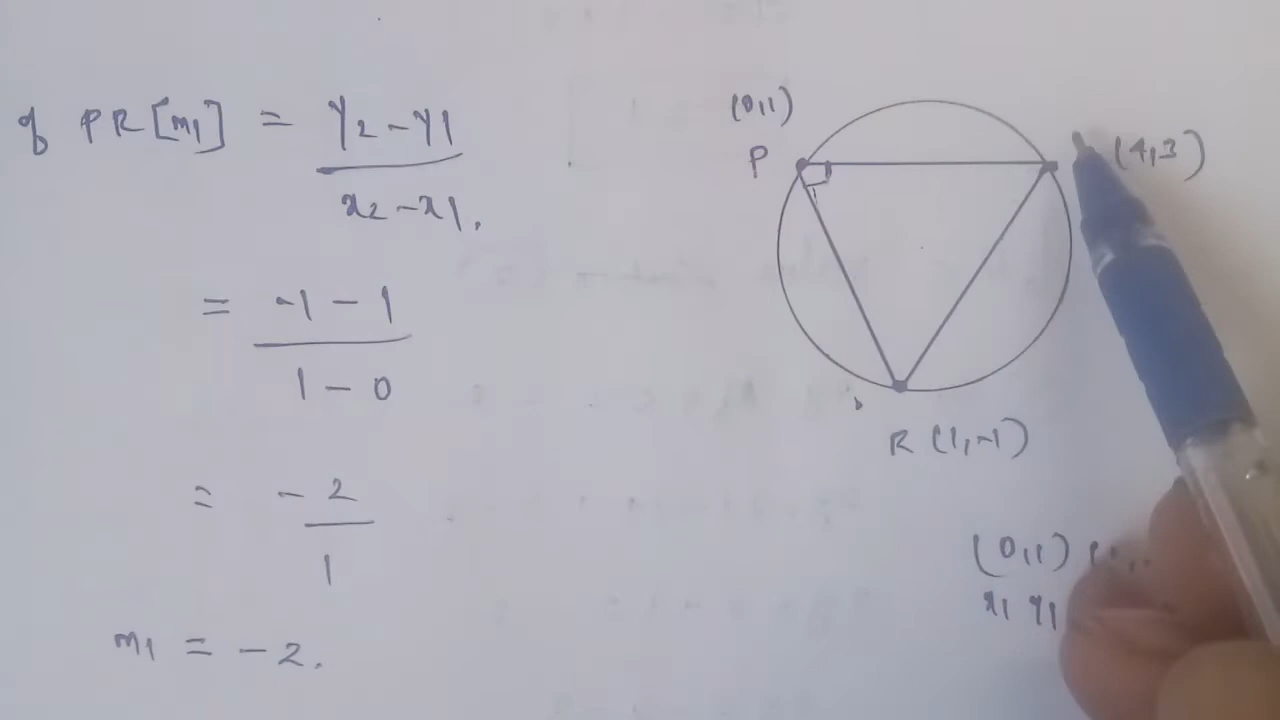 of PR[m1] = y2-y1
x2-x1.
= -1-1
1-0
= -2
1
m1 = -2.
(0,1)
P
(4,3)
R (1,-1)
(0,1)
x1 y1